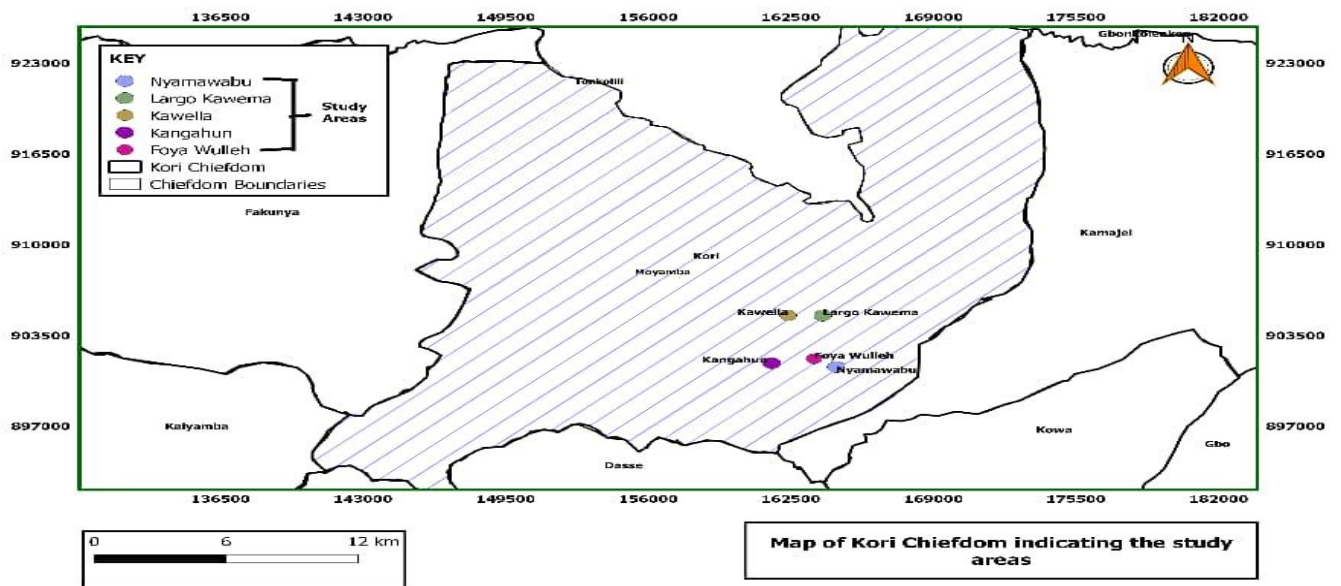 136500 143000 149500 156000 162500 169000 175500 182000
923000 923000
916500 916500
910000 910000
903500 903500
897000 897000
KEY
Nyamawabu
Largo Kawema
Kawella
Kangahun
Foya Wulleh
Study
Areas
Kori Chiefdom
Chiefdom Boundaries
Tonkolili
N
Fakunya
Kamajei
Kori
Moyamba
Kawella
Largo Kawema
Kangahun
Foya Wulleh
Nyamawabu
Kaiyamba
Dasse
Kowa
Gbo
136500 143000 149500 156000 162500 169000 175500 182000
0 6 12 km
Map of Kori Chiefdom indicating the study
areas